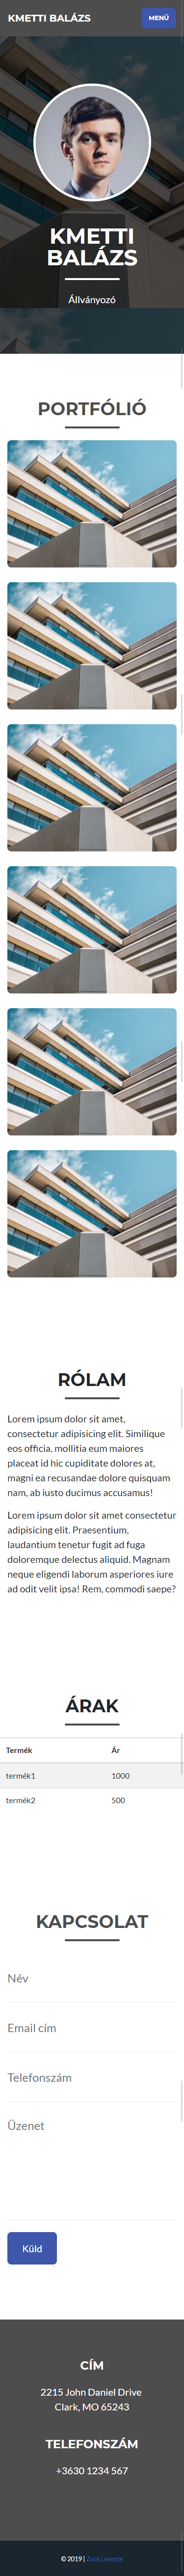 KMETTI BALÁZS
MENÜ
KMETTI
BALÁZS
Állványozó
PORTFÓLIÓ
RÓLAM
Lorem ipsum dolor sit amet,
consectetur adipisicing elit. Similique
eos officia, mollitia eum maiores
placeat id hic cupiditate dolores at,
magni ea recusandae dolore quisquam
nam, ab iusto ducimus accusamus!
Lorem ipsum dolor sit amet consectetur
adipisicing elit. Praesentium,
laudantium tenetur fugit ad fuga
doloremque delectus aliquid. Magnam
neque eligendi laborum asperiores iure
ad odit velit ipsa! Rem, commodi saepe?
ÁRAK
Termék Ár
termék1 1000
termék2 500
KAPCSOLAT
Név
Email cím
Telefonszám
Üzenet
Küld
CÍM
2215 John Daniel Drive
Clark, MO 65243
TELEFONSZÁM
+3630 1234 567
© 2019 | Zsok Levente